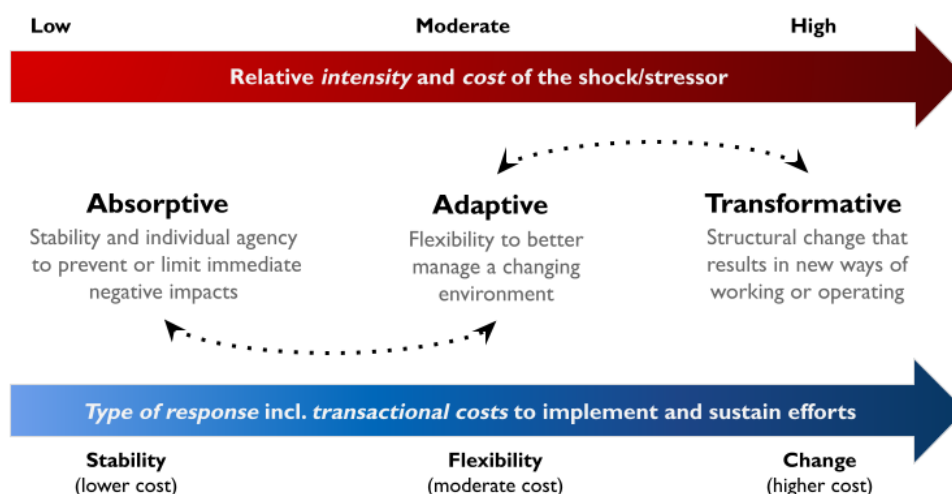 Low Moderate High
Relative intensity and cost of the shock/stressor
Absorptive
Stability and individual agency
to prevent or limit immediate
negative impacts
Adaptive
Flexibility to better
manage a changing
environment
Transformative
Structural change that
results in new ways of
working or operating
Type of response incl. transactional costs to implement and sustain efforts
Stability
(lower cost)
Flexibility
(moderate cost)
Change
(higher cost)